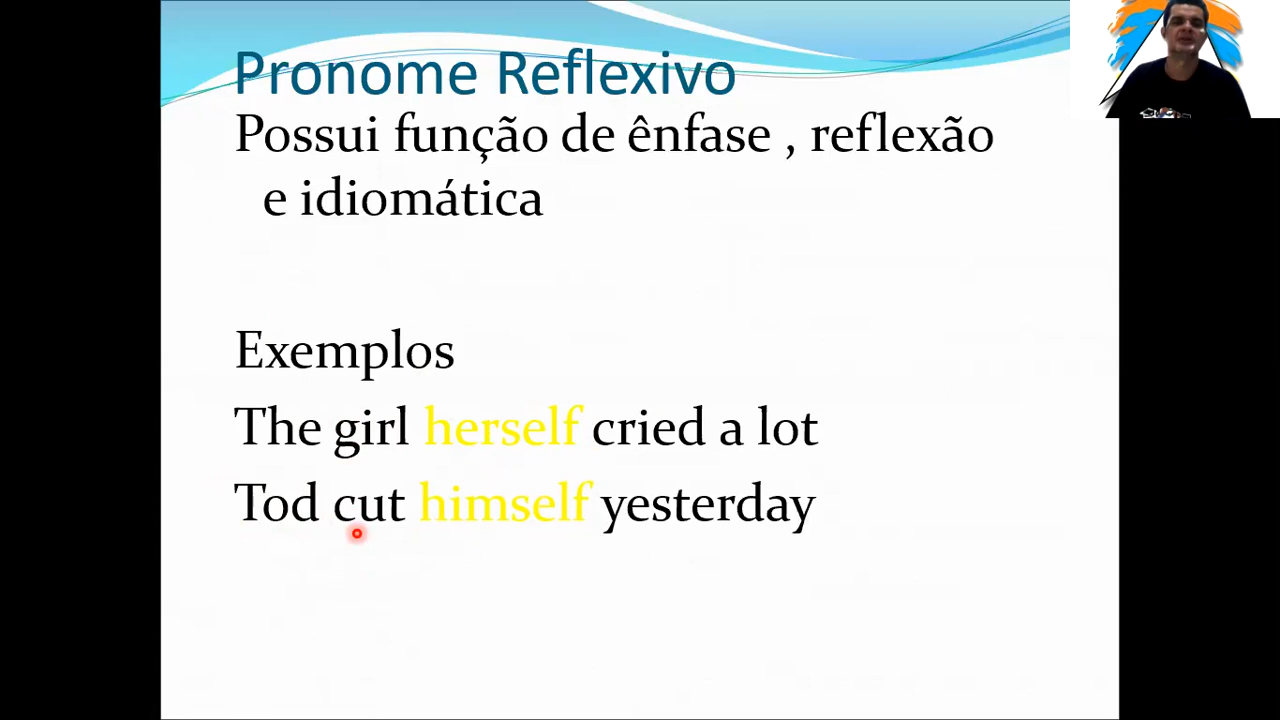 Pronome Reflexivo
Possui função de ênfase , reflexão
e idiomática
Exemplos
The girl herself cried a lot
Tod cut himself yesterday